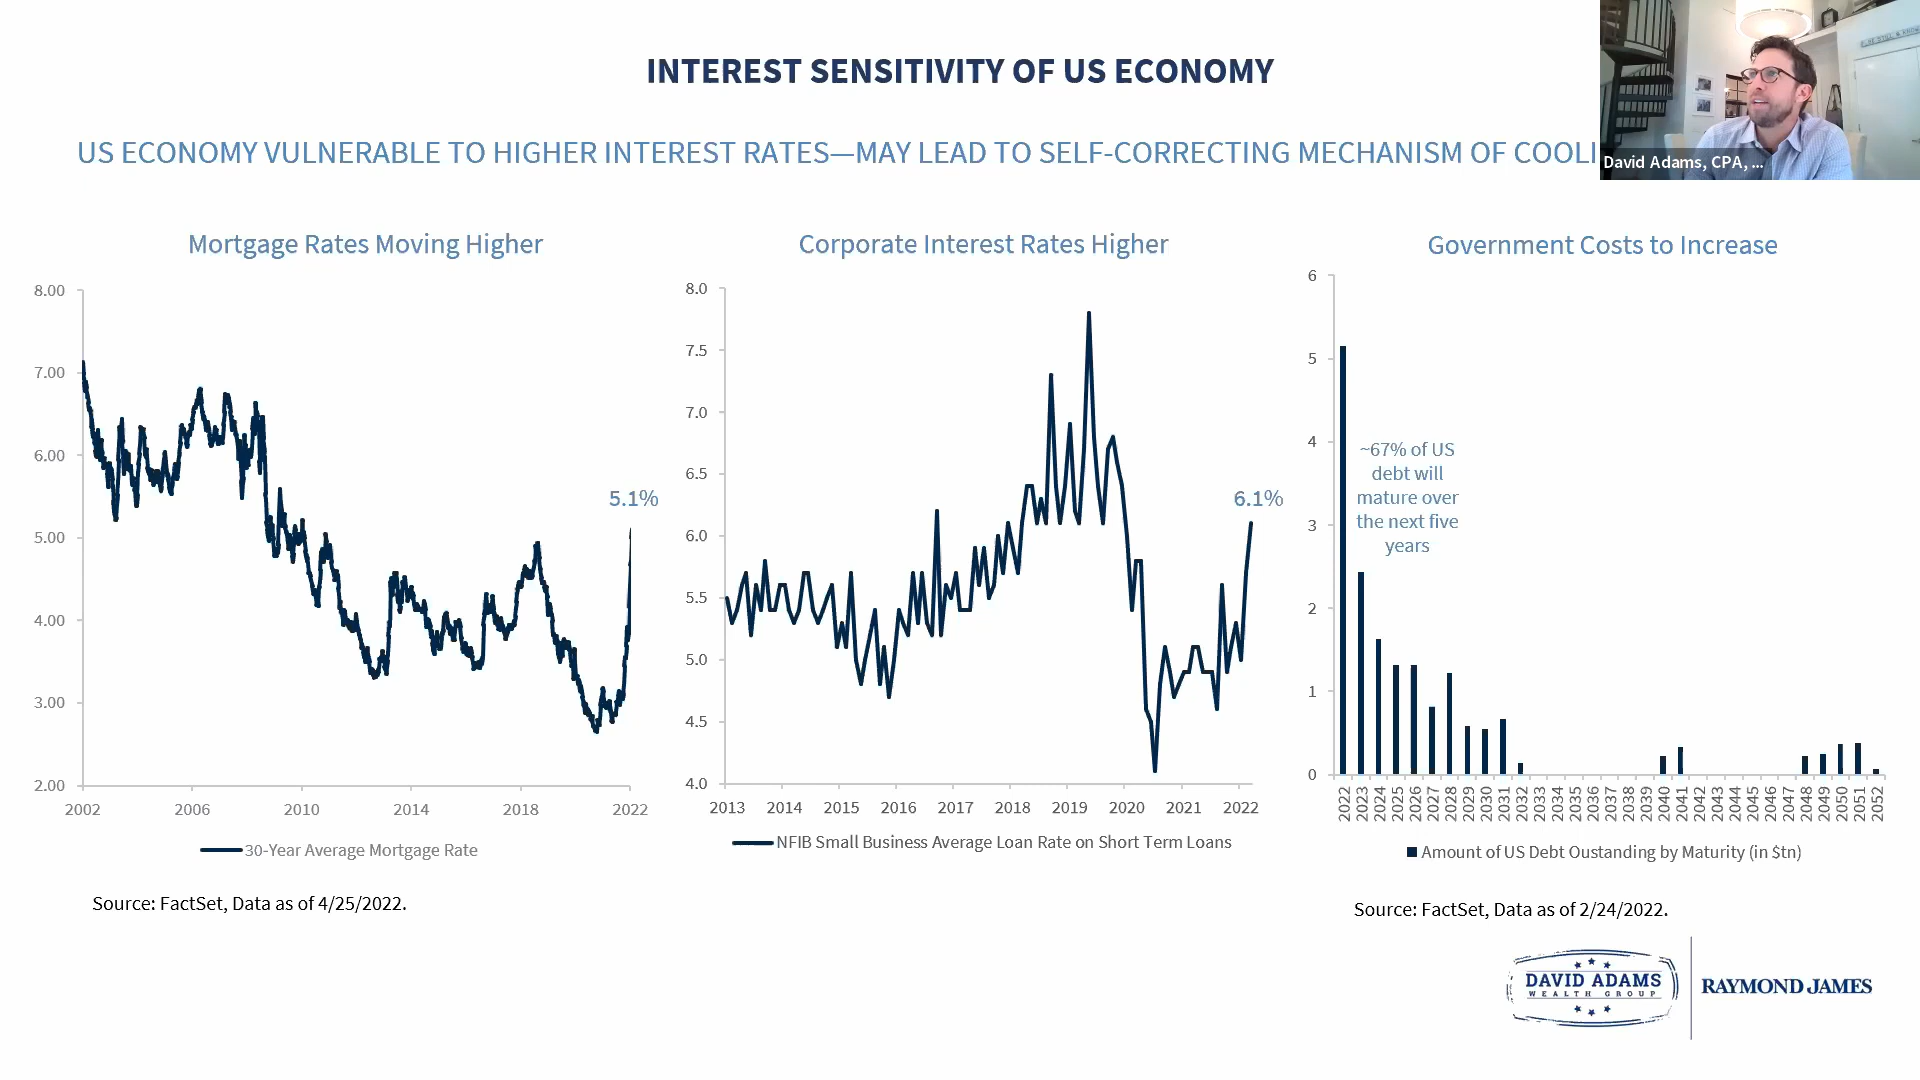 INTEREST SENSITIVITY OF US ECONOMY
US ECONOMY VULNERABLE TO HIGHER INTEREST RATES—MAY LEAD TO SELF-CORRECTING MECHANISM OF COOLI
David Adams, CPA, ...
Mortgage Rates Moving Higher
8.00
7.00
6.00
5.00
4.00
3.00
2.00
5.1%
2002 2006 2010 2014 2018 2022
30-Year Average Mortgage Rate
Source: FactSet, Data as of 4/25/2022.
Corporate Interest Rates Higher
8.0
7.5
7.0
6.5
6.0
5.5
5.0
4.5
4.0
6.1%
2013 2014 2015 2016 2017 2018 2019 2020 2021 2022
NFIB Small Business Average Loan Rate on Short Term Loans
Government Costs to Increase
6
5
4
3
2
1
0
~67% of US
debt will
mature over
the next five
years
2022 2023 2024 2025 2026 2027 2028 2029 2030 2031 2032 2033 2034 2035 2036 2037 2038 2039 2040 2041 2042 2043 2044 2045 2046 2047 2048 2049 2050 2051 2052
Amount of US Debt Oustanding by Maturity (in $tn)
Source: FactSet, Data as of 2/24/2022.
DAVID ADAMS
WEALTH GROUP
RAYMOND JAMES